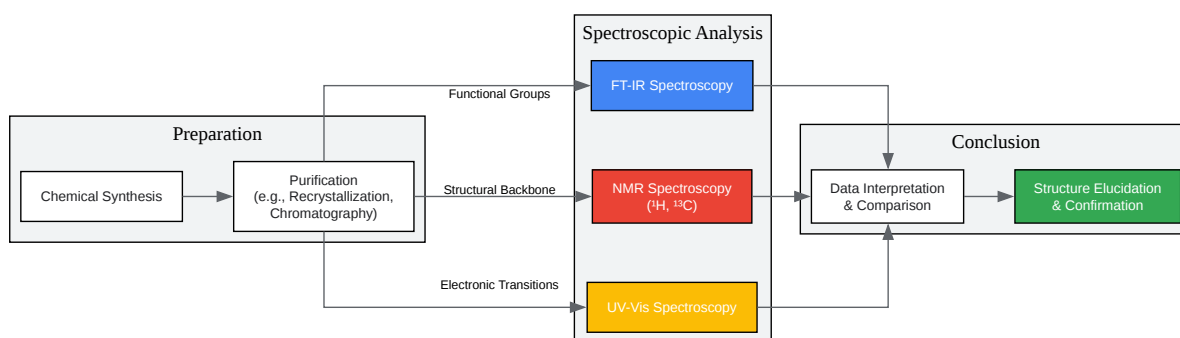 Spectroscopic Analysis
FT-IR Spectroscopy
Functional Groups
Preparation
Conclusion
Chemical Synthesis
Purification
(e.g., Recrystallization,
Chromatography)
Structural Backbone
NMR Spectroscopy
(¹H, ¹³C)
Data Interpretation
& Comparison
Structure Elucidation
& Confirmation
Electronic Transitions
UV-Vis Spectroscopy